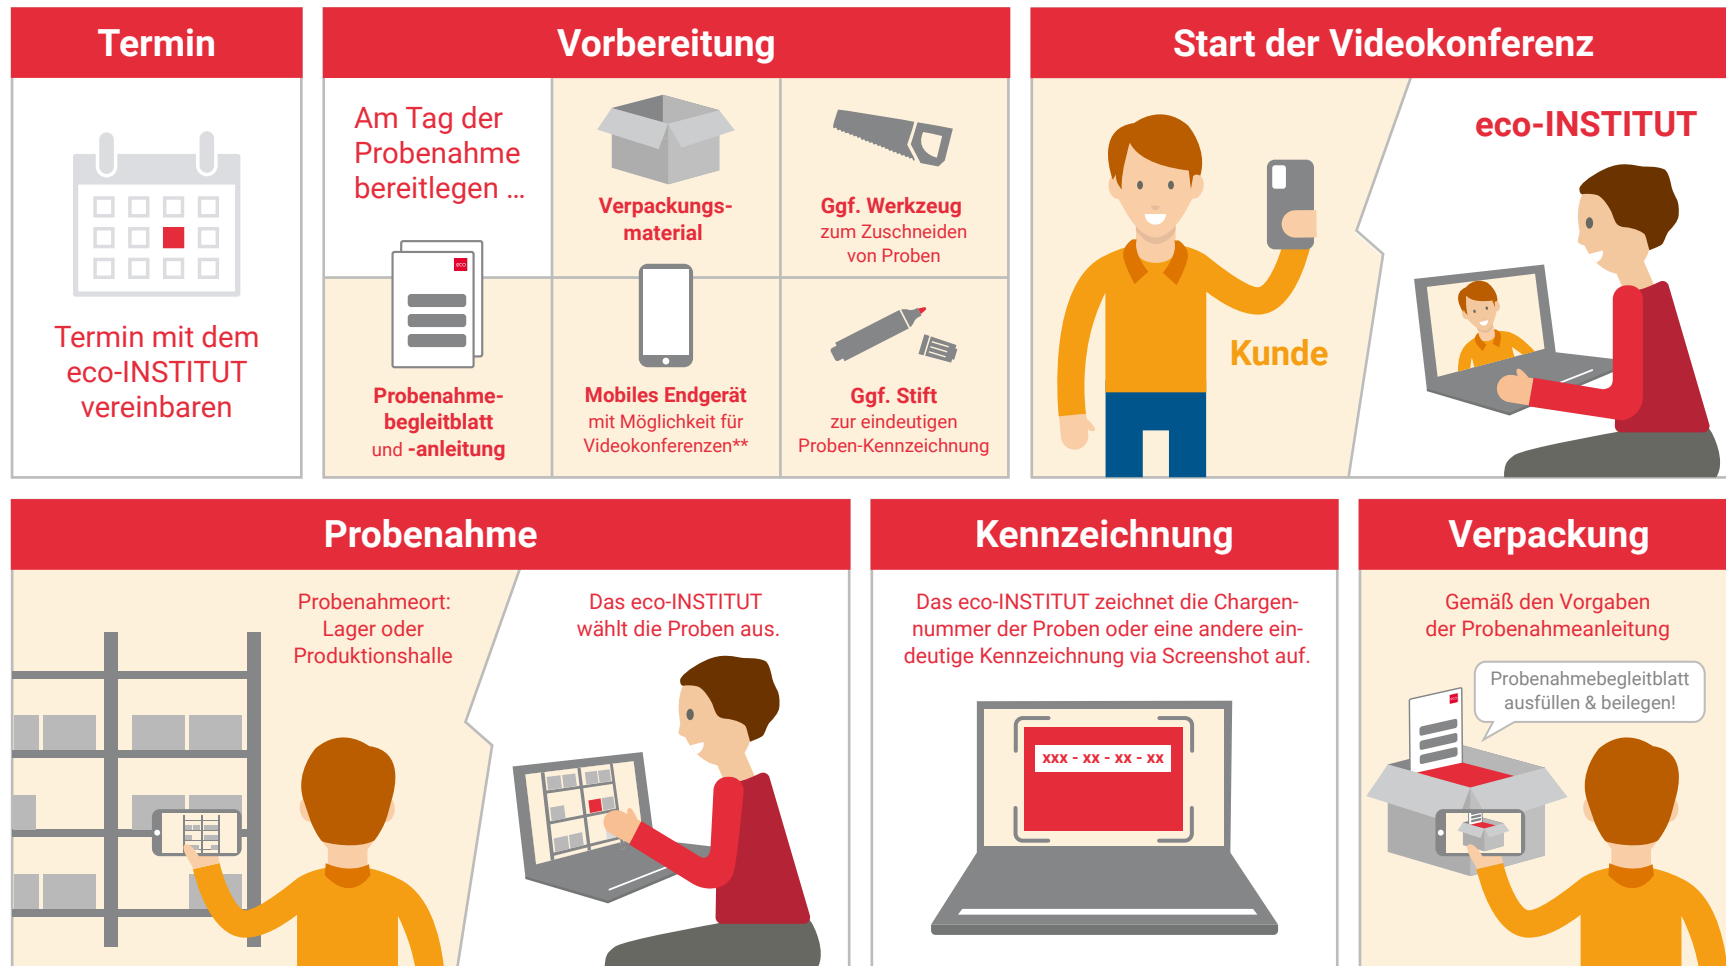 Termin
Termin mit dem
eco-INSTITUT
vereinbaren
Vorbereitung
Am Tag der
Probenahme
bereitlegen ...
Verpackungs-
material
Ggf. Werkzeug
zum Zuschneiden
von Proben
eco
Probenahme-
begleitblatt
und -anleitung
Mobiles Endgerät
mit Möglichkeit für
Videokonferenzen**
Ggf. Stift
zur eindeutigen
Proben-Kennzeichnung
Start der Videokonferenz
Kunde
eco-INSTITUT
Probenahme
Probenahmeort:
Lager oder
Produktionshalle
Das eco-INSTITUT
wählt die Proben aus.
Kennzeichnung
Das eco-INSTITUT zeichnet die Chargen-
nummer der Proben oder eine andere ein-
deutige Kennzeichnung via Screenshot auf.
xxx - xx - xx - xx
Verpackung
Gemäß den Vorgaben
der Probenahmeanleitung
Probenahmebegleitblatt
ausfüllen & beilegen!
eco